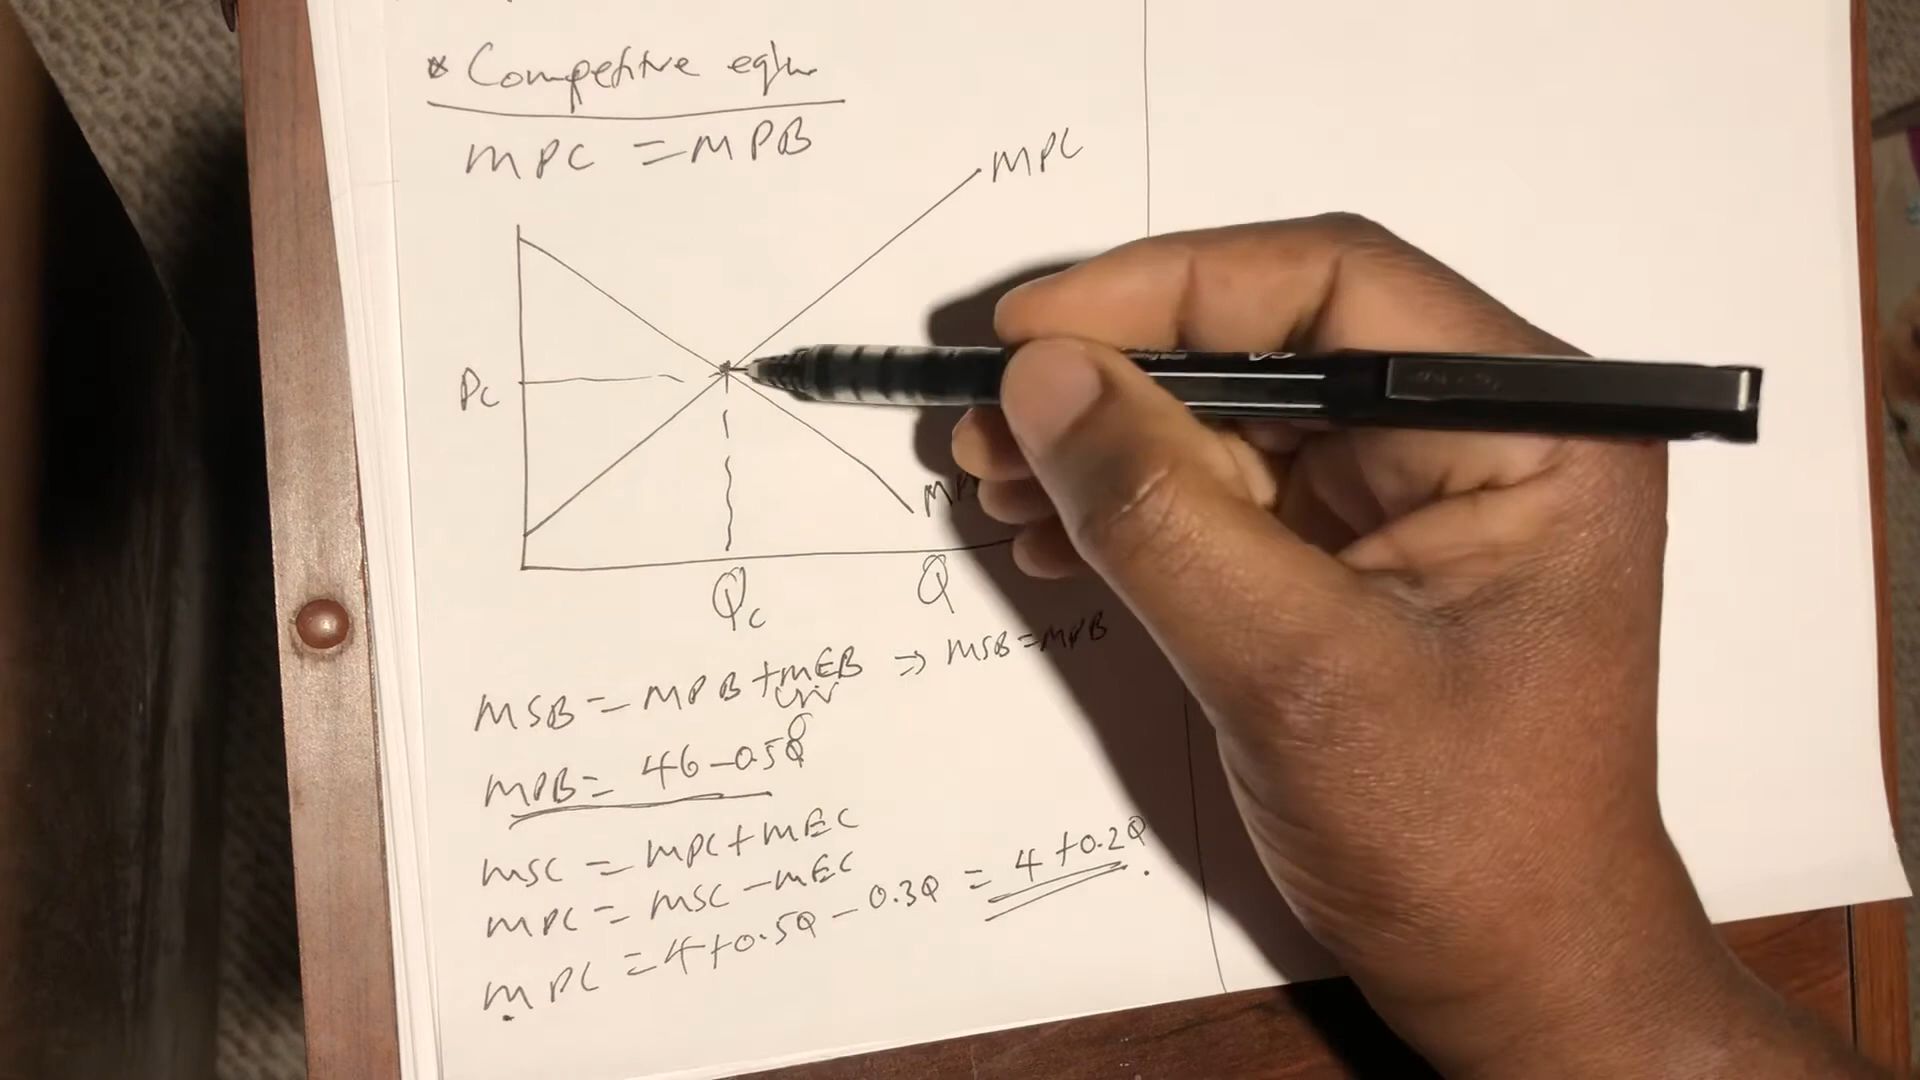 * Competitive eqlm
MPC = MPB
MPC
Pc
Qc
Q
MSB = MPB + MEB => MSB = MPB
0
MPB = 46 - 0.5Q
MSC = MPC + MEC
MPC = MSC - MEC
MPC = 4 + 0.5Q - 0.3Q = 4 + 0.2Q